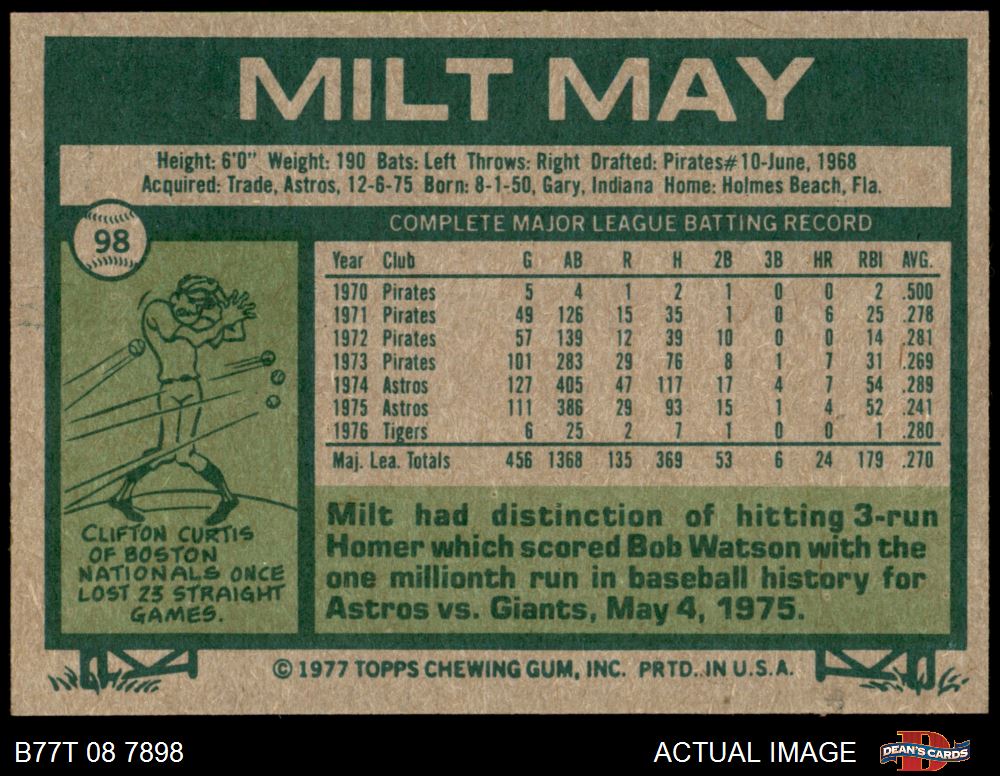 MILT MAY
Height: 6'0" Weight: 190 Bats: Left Throws: Right Drafted: Pirates#10-June, 1968
Acquired: Trade, Astros, 12-6-75 Born: 8-1-50, Gary, Indiana Home: Holmes Beach, Fla.
98
COMPLETE MAJOR LEAGUE BATTING RECORD
Year Club G AB R H 2B 3B HR RBI AVG.
1970 Pirates 5 4 1 2 1 0 0 2 .500
1971 Pirates 49 126 15 35 1 0 6 25 .278
1972 Pirates 57 139 12 39 10 0 0 14 .281
1973 Pirates 101 283 29 76 8 1 7 31 .269
1974 Astros 127 405 47 117 17 4 7 54 .289
1975 Astros 111 386 29 93 15 1 4 52 .241
1976 Tigers 6 25 2 7 1 0 0 1 .280
Maj. Lea. Totals 456 1368 135 369 53 6 24 179 .270
CLIFTON CURTIS
OF BOSTON
NATIONALS ONCE
LOST 23 STRAIGHT
GAMES.
Milt had distinction of hitting 3-run
Homer which scored Bob Watson with the
one millionth run in baseball history for
Astros vs. Giants, May 4, 1975.
© 1977 TOPPS CHEWING GUM, INC. PRTD. IN U.S.A.
B77T 08 7898
ACTUAL IMAGE
DEAN'S CARDS